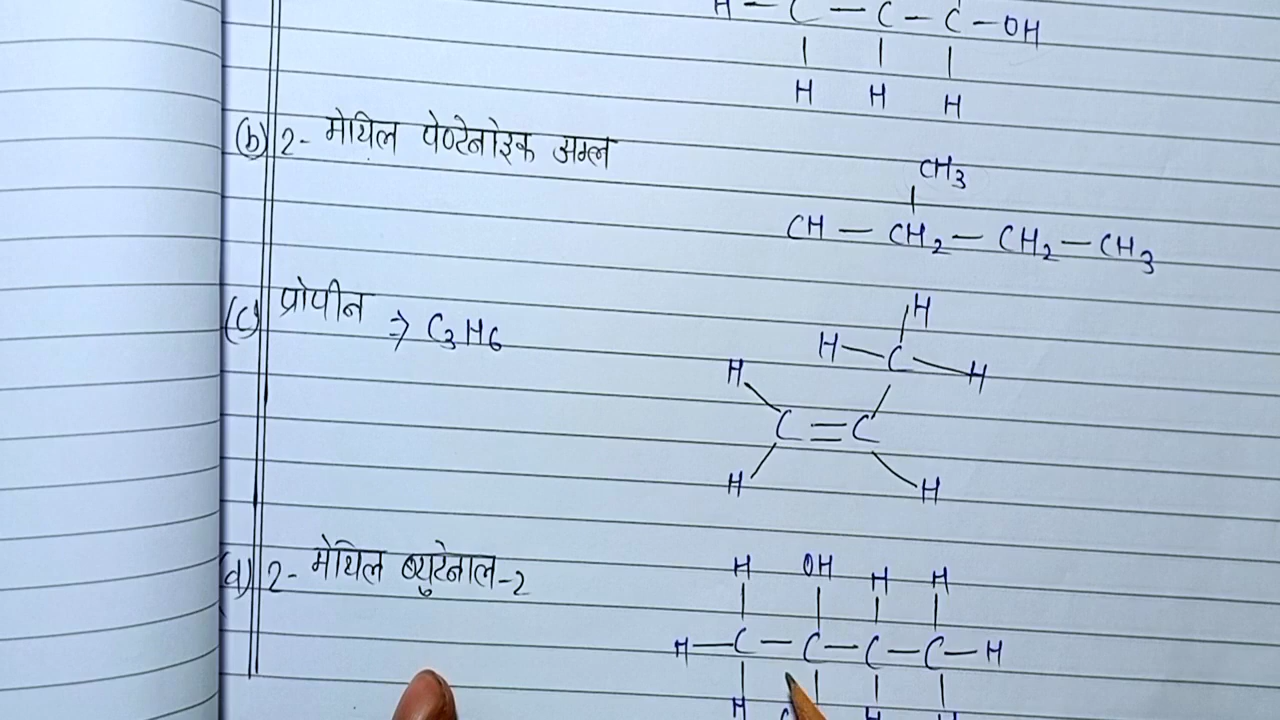 H — C — C — C — OH
H H H
(b) 2- मेथिल पेण्टेनोइक अम्ल
CH3
CH — CH2 — CH2 — CH3
(c) प्रोपीन ⇒ C3H6
H
H — C — H
H
C = C
H H
(d) 2- मेथिल ब्युटेनाल-2
H OH H H
H — C — C — C — C — H
H